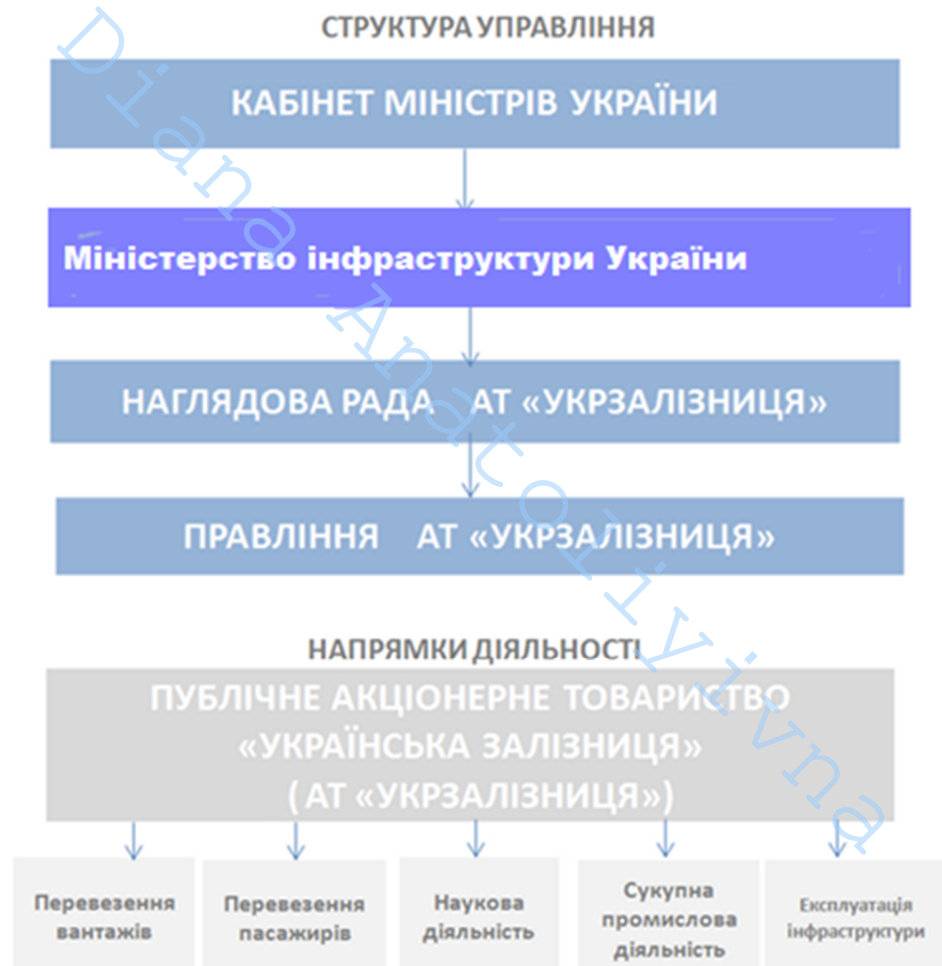 СТРУКТУРА УПРАВЛІННЯ
КАБІНЕТ МІНІСТРІВ УКРАЇНИ
Міністерство інфраструктури України
НАГЛЯДОВА РАДА АТ «УКРЗАЛІЗНИЦЯ»
ПРАВЛІННЯ АТ «УКРЗАЛІЗНИЦЯ»
НАПРЯМКИ ДІЯЛЬНОСТІ
ПУБЛІЧНЕ АКЦІОНЕРНЕ ТОВАРИСТВО
«УКРАЇНСЬКА ЗАЛІЗНИЦЯ»
( АТ «УКРЗАЛІЗНИЦЯ»)
Перевезення
вантажів
Перевезення
пасажирів
Наукова
діяльність
Сукупна
промислова
діяльність
Експлуатація
інфраструктури
Diana Anatoliyivna